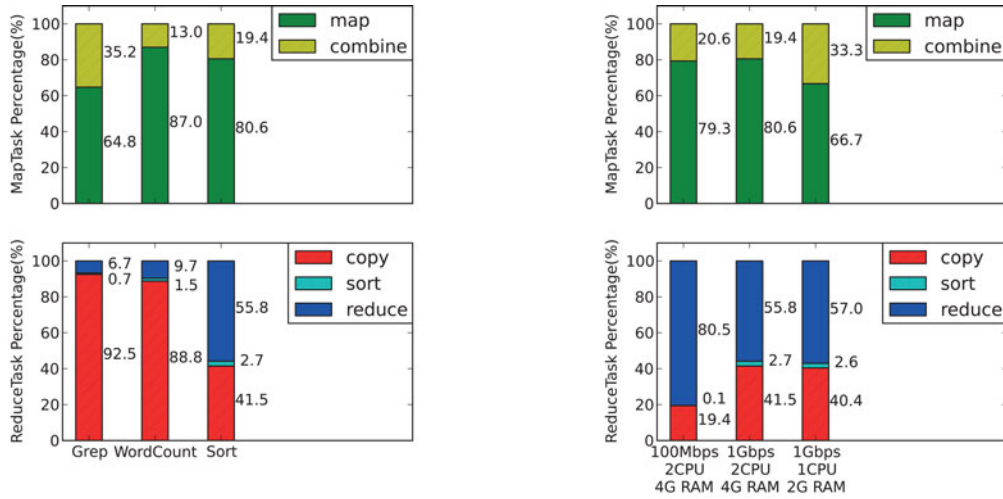 MapTask Percentage(%)
100
80
60
40
20
0
35.2
64.8
13.0
87.0
19.4
80.6
map
combine
MapTask Percentage(%)
100
80
60
40
20
0
20.6
79.3
19.4
80.6
33.3
66.7
map
combine
ReduceTask Percentage(%)
100
80
60
40
20
0
6.7
0.7
92.5
9.7
1.5
88.8
55.8
2.7
41.5
copy
sort
reduce
Grep
WordCount
Sort
ReduceTask Percentage(%)
100
80
60
40
20
0
80.5
0.1
19.4
55.8
2.7
41.5
57.0
2.6
40.4
copy
sort
reduce
100Mbps
2CPU
4G RAM
1Gbps
2CPU
4G RAM
1Gbps
1CPU
2G RAM